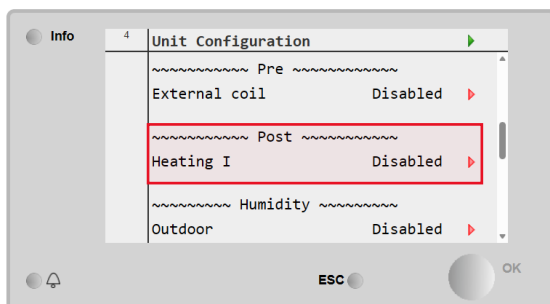 Info
4
Unit Configuration
~~~~~~~~~~~ Pre ~~~~~~~~~~~~
External coil Disabled
~~~~~~~~~~~ Post ~~~~~~~~~~~
Heating I Disabled
~~~~~~~~~ Humidity ~~~~~~~~~
Outdoor Disabled
ESC
OK